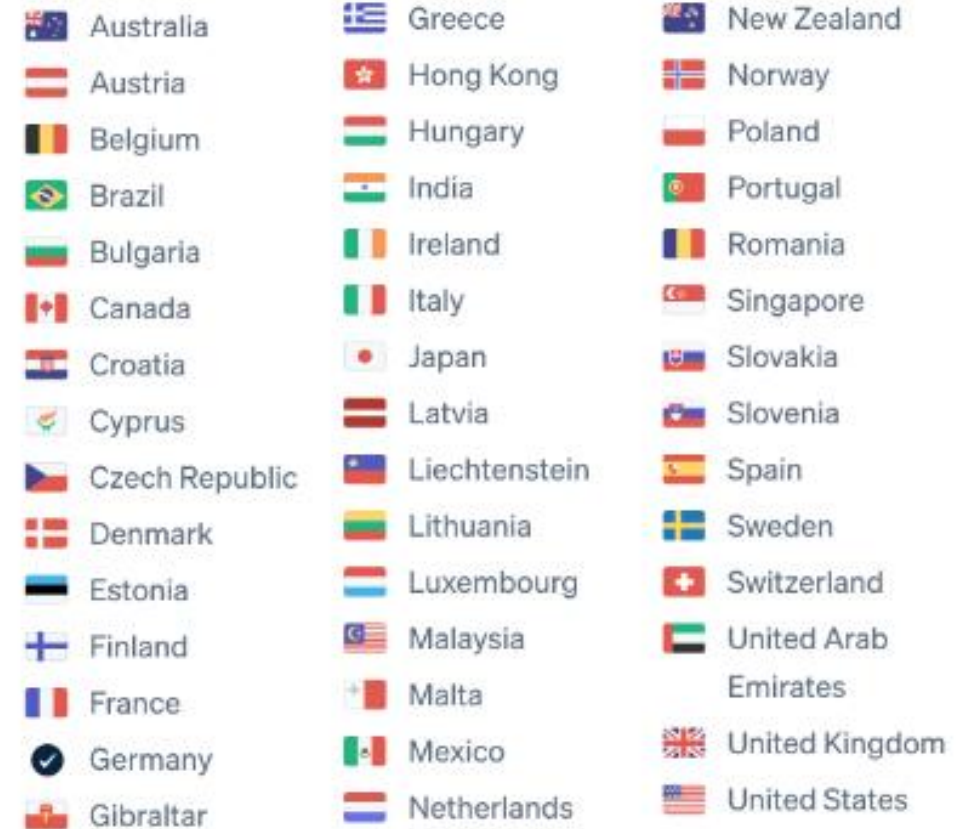 Australia
Austria
Belgium
Brazil
Bulgaria
Canada
Croatia
Cyprus
Czech Republic
Denmark
Estonia
Finland
France
Germany
Gibraltar
Greece
Hong Kong
Hungary
India
Ireland
Italy
Japan
Latvia
Liechtenstein
Lithuania
Luxembourg
Malaysia
Malta
Mexico
Netherlands
New Zealand
Norway
Poland
Portugal
Romania
Singapore
Slovakia
Slovenia
Spain
Sweden
Switzerland
United Arab
Emirates
United Kingdom
United States